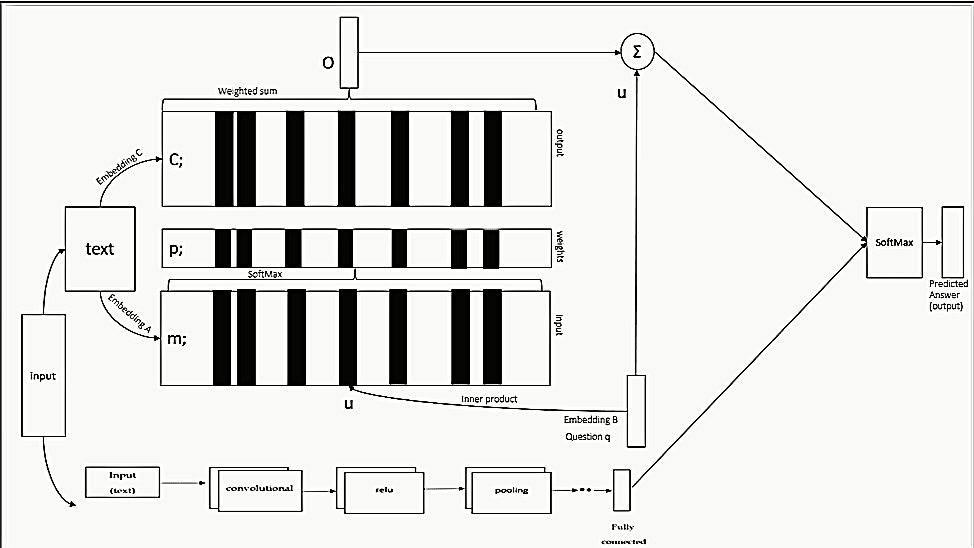 O
Σ
u
Weighted sum
output
Embedding C
C;
text
p;
weights
SoftMax
Embedding A
m;
input
Input
u
Inner product
Embedding B
Question q
SoftMax
Predicted
Answer
(output)
Input
(text)
convolutional
relu
pooling
Fully
connected